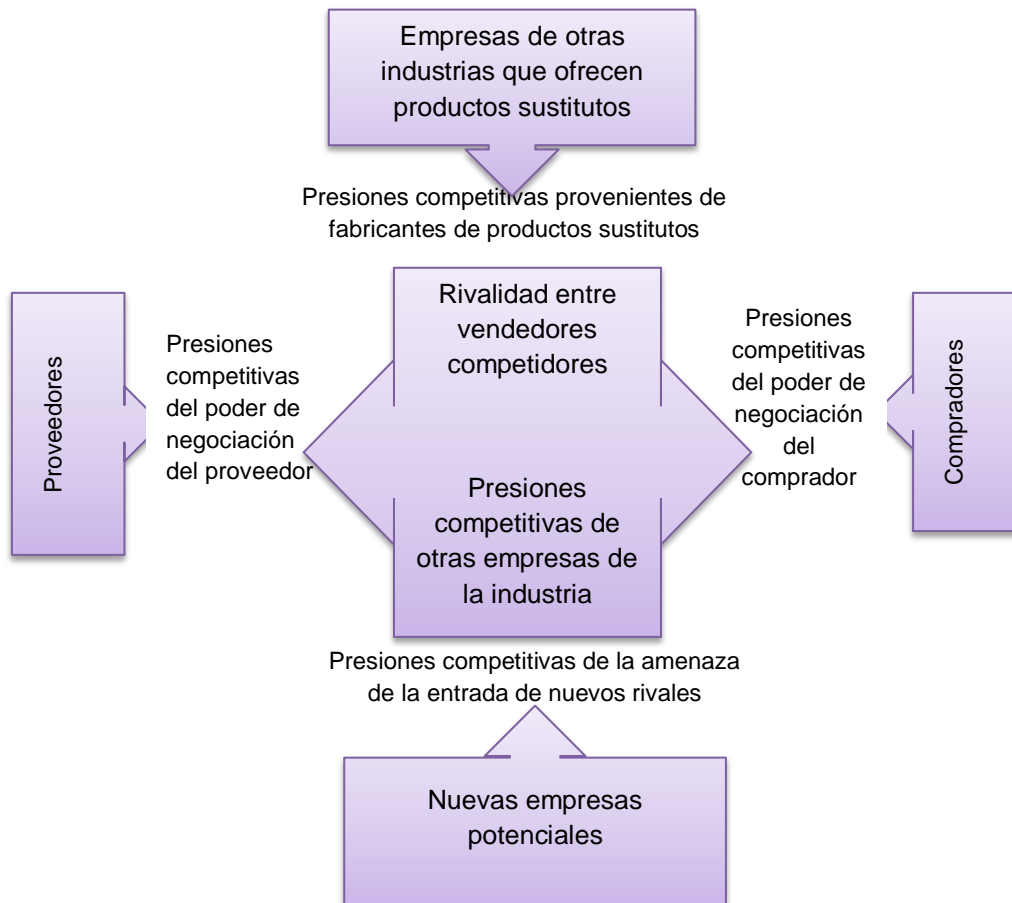 Empresas de otras
industrias que ofrecen
productos sustitutos
Presiones competitivas provenientes de
fabricantes de productos sustitutos
Proveedores
Presiones
competitivas
del poder de
negociación
del proveedor
Rivalidad entre
vendedores
competidores
Presiones
competitivas de
otras empresas de
la industria
Presiones
competitivas
del poder de
negociación
del
comprador
Compradores
Presiones competitivas de la amenaza
de la entrada de nuevos rivales
Nuevas empresas
potenciales